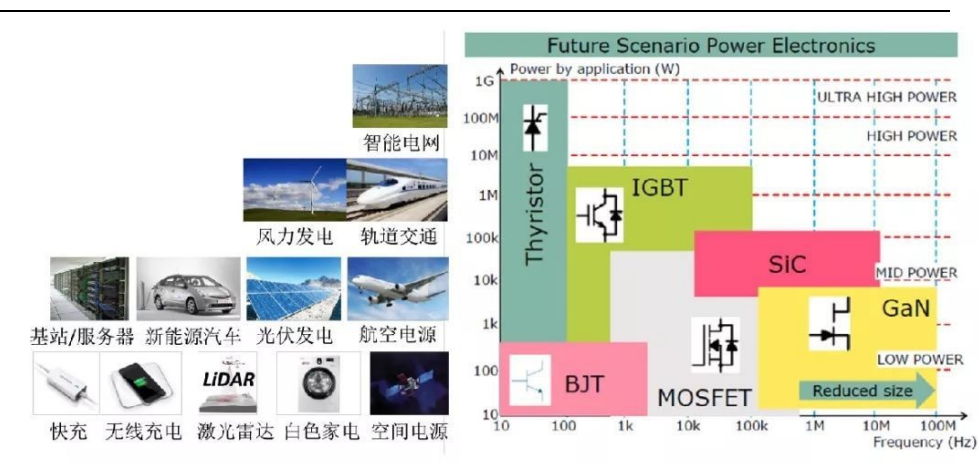 智能电网
风力发电 轨道交通
基站/服务器 新能源汽车 光伏发电 航空电源
LiDAR
快充 无线充电 激光雷达 白色家电 空间电源
Future Scenario Power Electronics
Power by application (W)
1G
ULTRA HIGH POWER
100M
HIGH POWER
10M
IGBT
1M
Thyristor
100k
SiC
MID POWER
10k
GaN
1k
LOW POWER
100
BJT
MOSFET
Reduced size
10
10 100 1k 10k 100k 1M 10M 100M
Frequency (Hz)